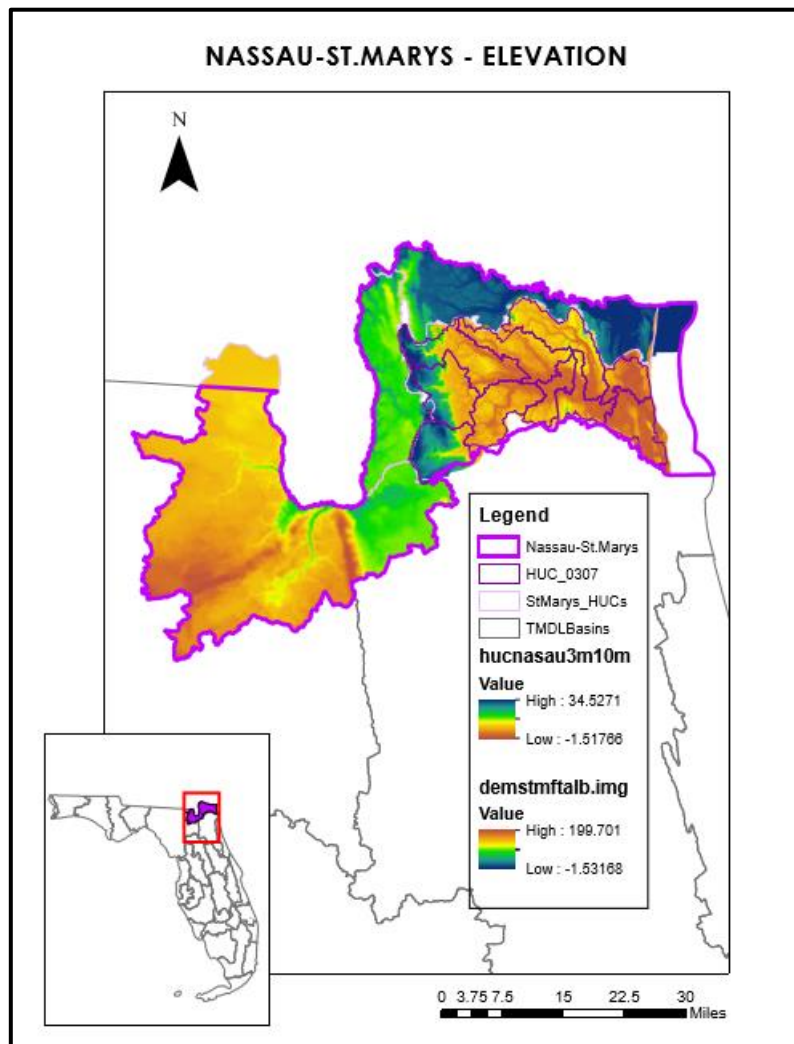 NASSAU-ST.MARYS - ELEVATION
N
Legend
Nassau-St.Marys
HUC_0307
StMarys_HUCs
TMDLBasins
hucnasau3m10m
Value
High : 34.5271
Low : -1.51766
demstmftalb.img
Value
High : 199.701
Low : -1.53168
0 3.75 7.5 15 22.5 30
Miles